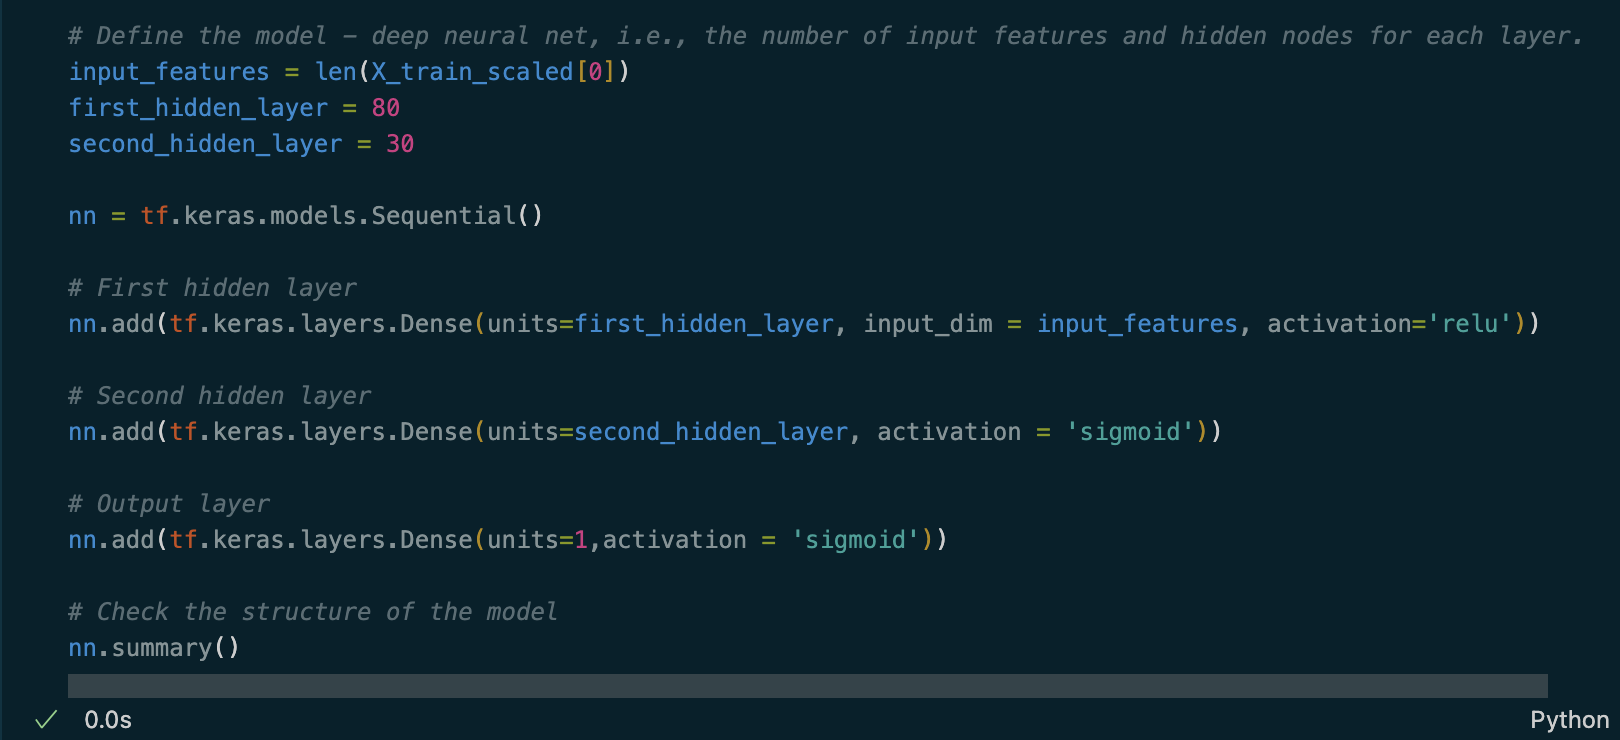 # Define the model – deep neural net, i.e., the number of input features and hidden nodes for each layer.
input_features = len(X_train_scaled[0])
first_hidden_layer = 80
second_hidden_layer = 30
nn = tf.keras.models.Sequential()
# First hidden layer
nn.add(tf.keras.layers.Dense(units=first_hidden_layer, input_dim = input_features, activation='relu'))
# Second hidden layer
nn.add(tf.keras.layers.Dense(units=second_hidden_layer, activation = 'sigmoid'))
# Output layer
nn.add(tf.keras.layers.Dense(units=1,activation = 'sigmoid'))
# Check the structure of the model
nn.summary()
✓ 0.0s Python